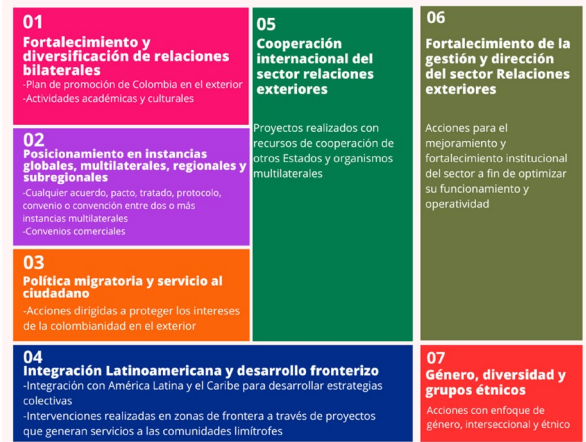 01
Fortalecimiento y
diversificación de relaciones
bilaterales
-Plan de promoción de Colombia en el exterior
-Actividades académicas y culturales
02
Posicionamiento en instancias
globales, multilaterales, regionales y
subregionales
-Cualquier acuerdo, pacto, tratado, protocolo,
convenio o convención entre dos o más
instancias multilaterales
-Convenios comerciales
03
Política migratoria y servicio al
ciudadano
-Acciones dirigidas a proteger los intereses
de la colombianidad en el exterior
04
Integración Latinoamericana y desarrollo fronterizo
-Integración con América Latina y el Caribe para desarrollar estrategias
colectivas
-Intervenciones realizadas en zonas de frontera a través de proyectos
que generan servicios a las comunidades limítrofes
05
Cooperación
internacional del
sector relaciones
exteriores
Proyectos realizados con
recursos de cooperación de
otros Estados y organismos
multilaterales
06
Fortalecimiento de la
gestión y dirección
del sector Relaciones
exteriores
Acciones para el
mejoramiento y
fortalecimiento institucional
del sector a fin de optimizar
su funcionamiento y
operatividad
07
Género, diversidad y
grupos étnicos
Acciones con enfoque de
género, interseccional y étnico